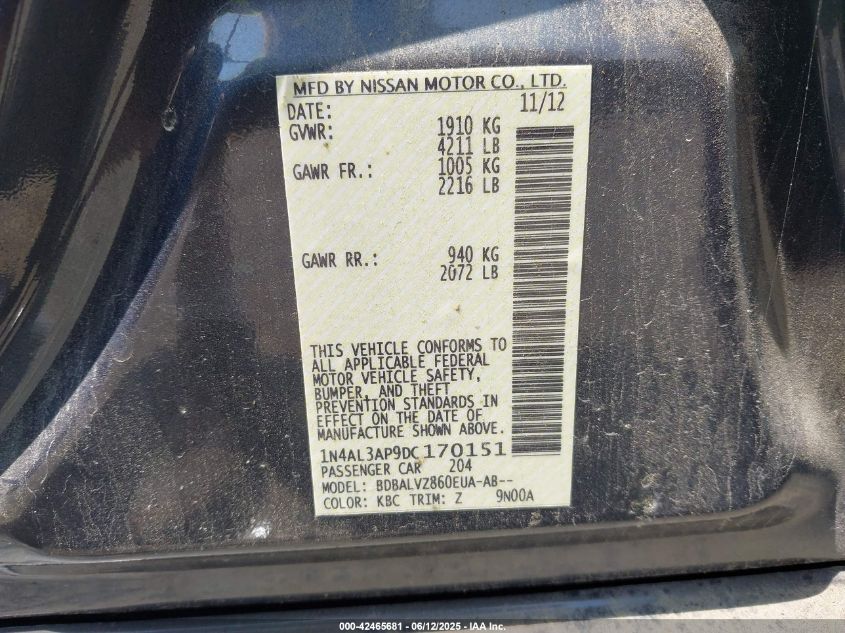 MFD BY NISSAN MOTOR CO., LTD.
DATE: 11/12
GVWR: 1910 KG
4211 LB
GAWR FR.: 1005 KG
2216 LB
GAWR RR.: 940 KG
2072 LB
THIS VEHICLE CONFORMS TO
ALL APPLICABLE FEDERAL
MOTOR VEHICLE SAFETY,
BUMPER, AND THEFT
PREVENTION STANDARDS IN
EFFECT ON THE DATE OF
MANUFACTURE SHOWN ABOVE.
1N4AL3AP9DC170151
PASSENGER CAR 204
MODEL: BDBALVZ860EUA-AB--
COLOR: KBC TRIM: Z 9N00A
000-42465681 - 06/12/2025 - IAA Inc.